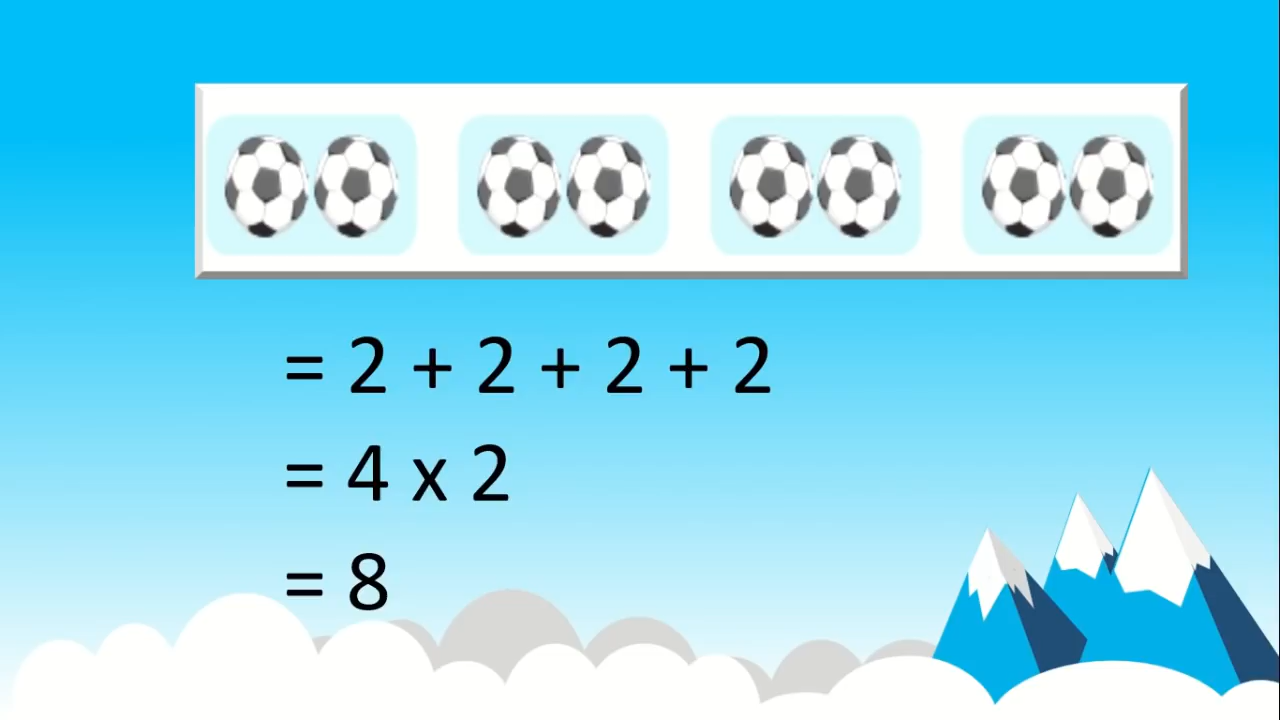 = 2 + 2 + 2 + 2
= 4 x 2
= 8